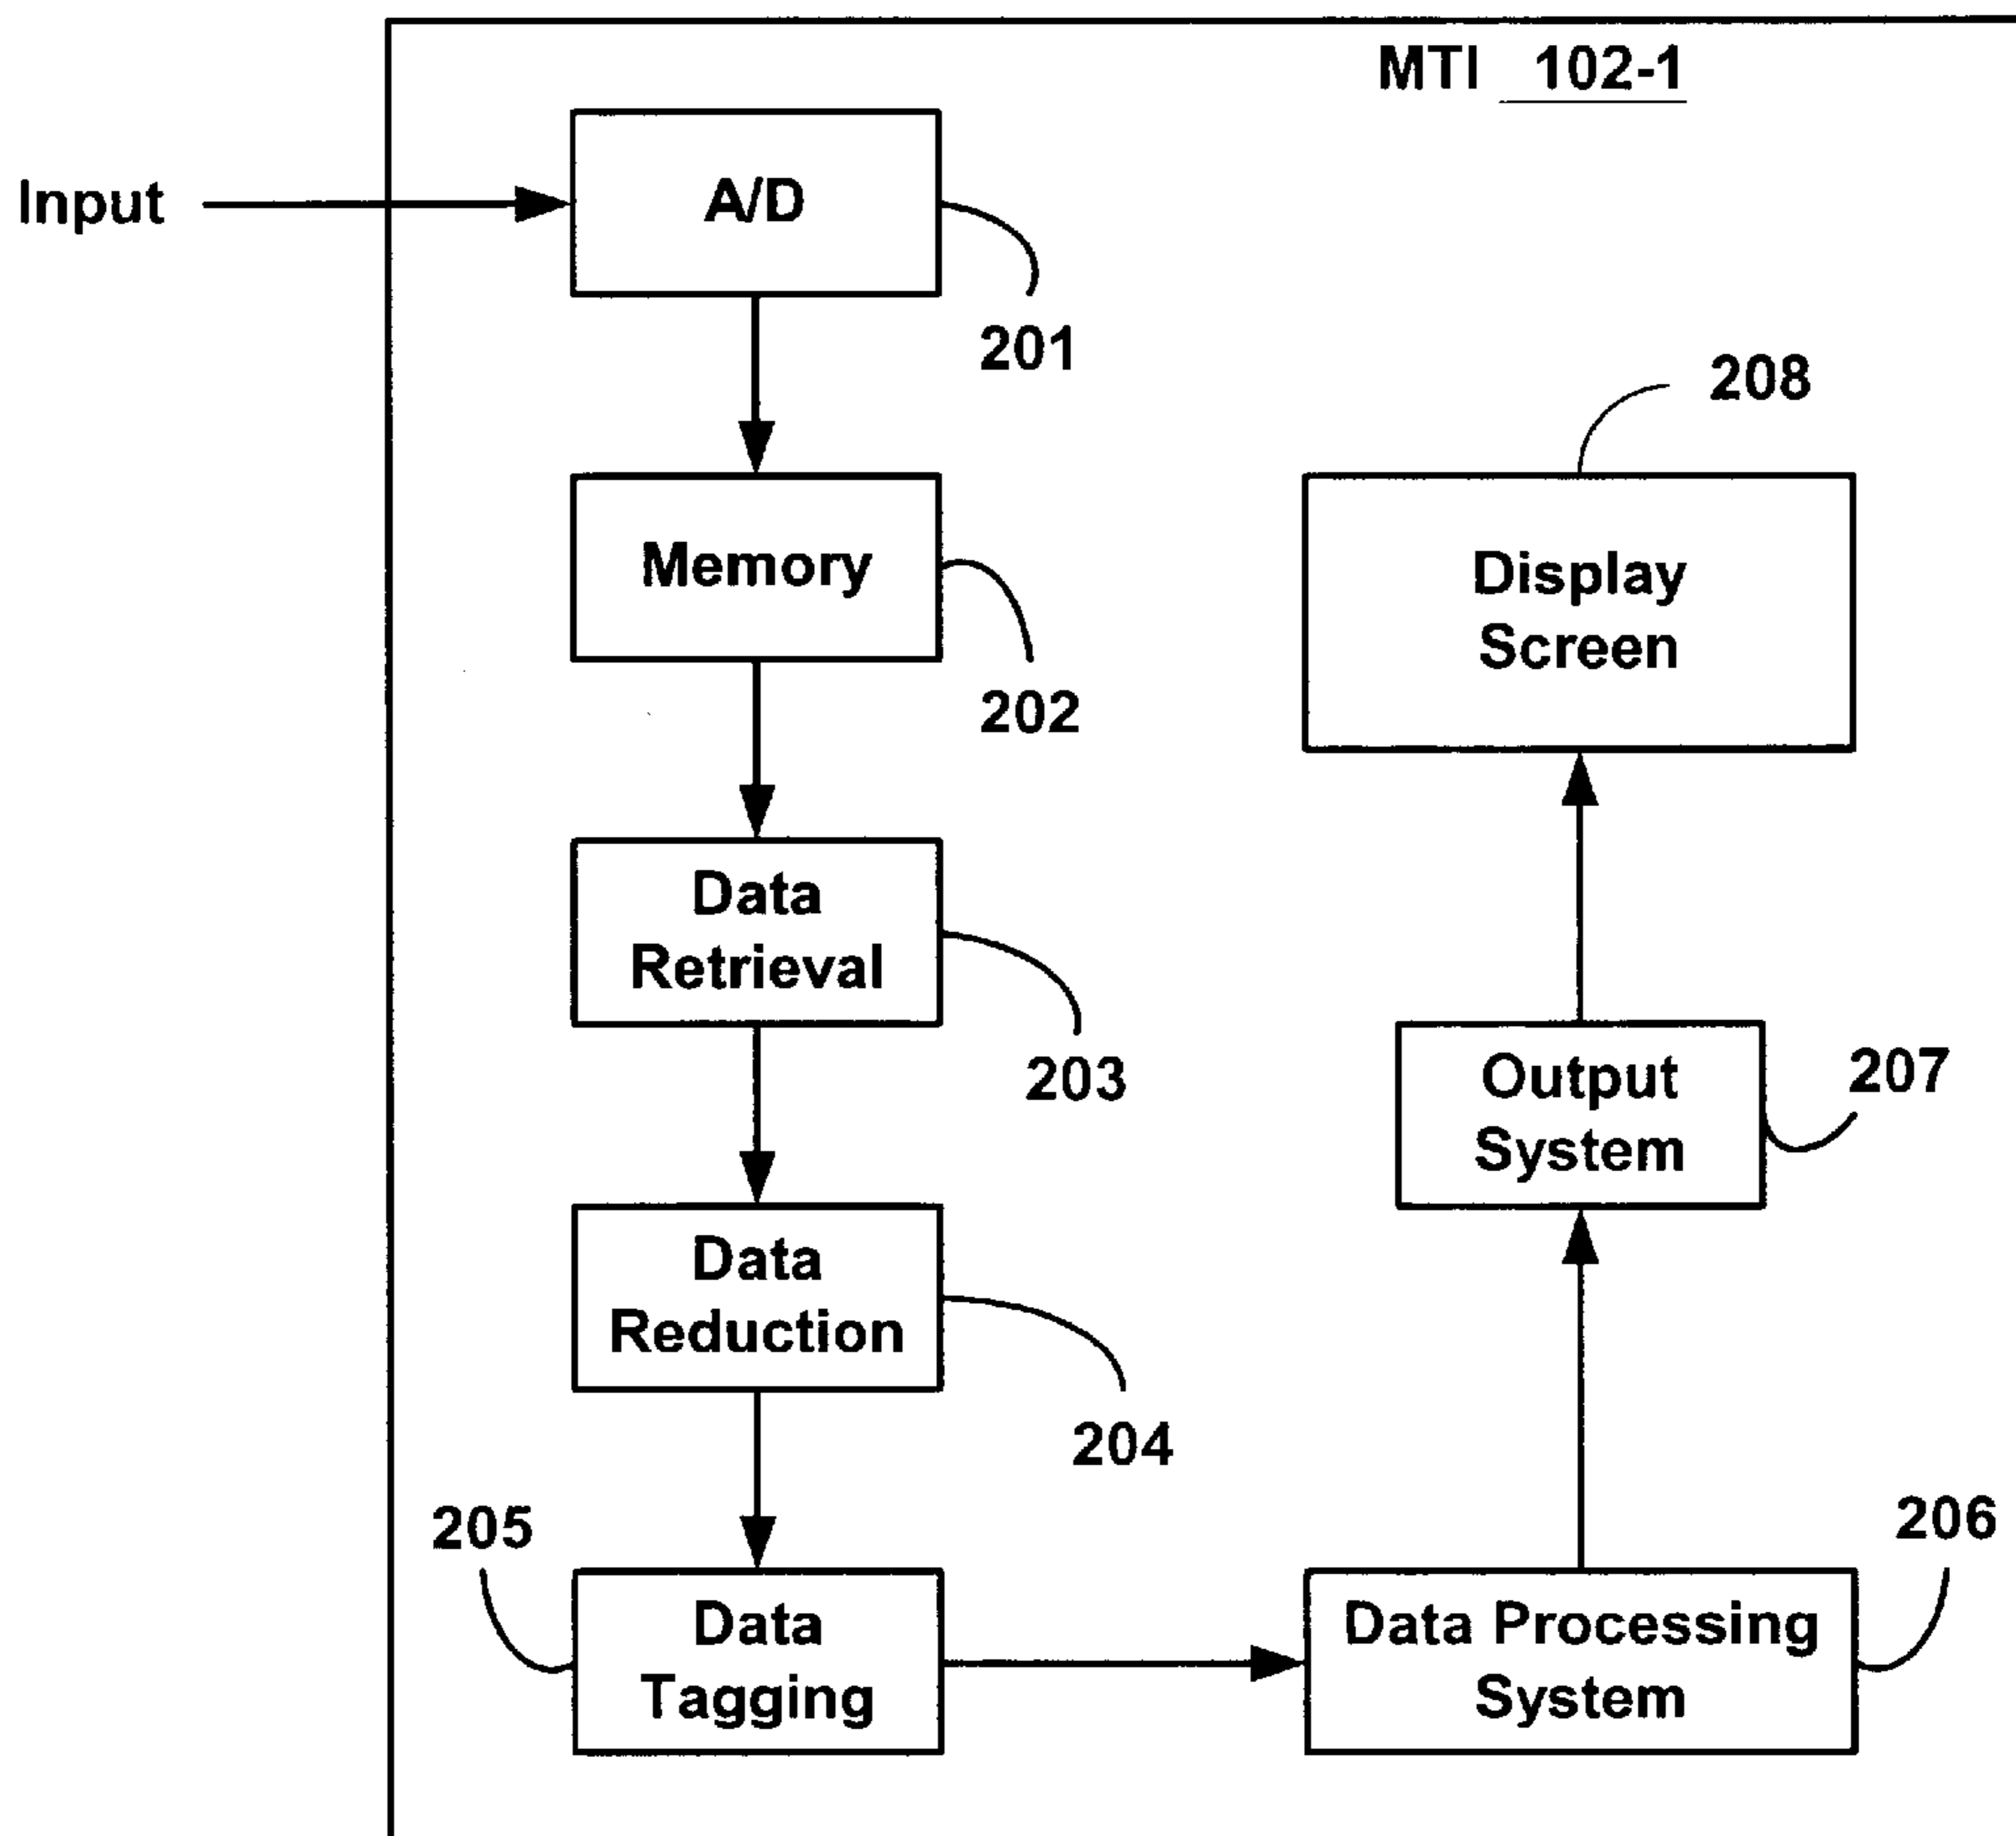 MTI 102-1
Input
A/D
201
208
Memory
202
Display
Screen
Data
Retrieval
203
Output
System
207
Data
Reduction
204
205
206
Data
Tagging
Data Processing
System